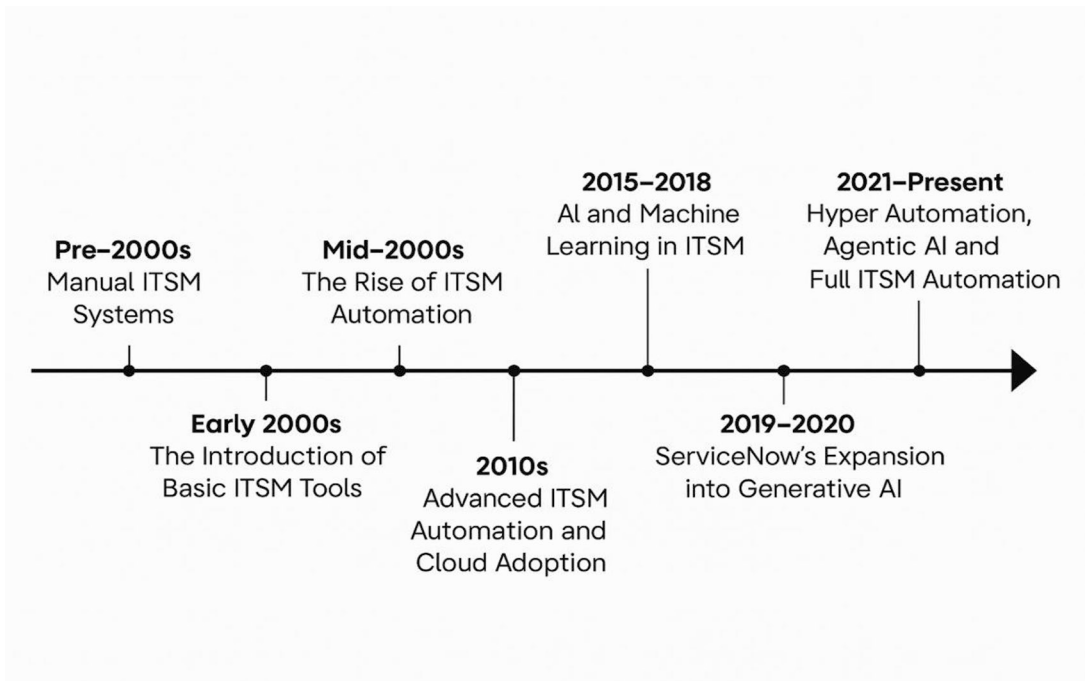 Pre–2000s
Manual ITSM
Systems
Early 2000s
The Introduction of
Basic ITSM Tools
Mid–2000s
The Rise of ITSM
Automation
2010s
Advanced ITSM
Automation and
Cloud Adoption
2015–2018
AI and Machine
Learning in ITSM
2019–2020
ServiceNow's Expansion
into Generative AI
2021–Present
Hyper Automation,
Agentic AI and
Full ITSM Automation